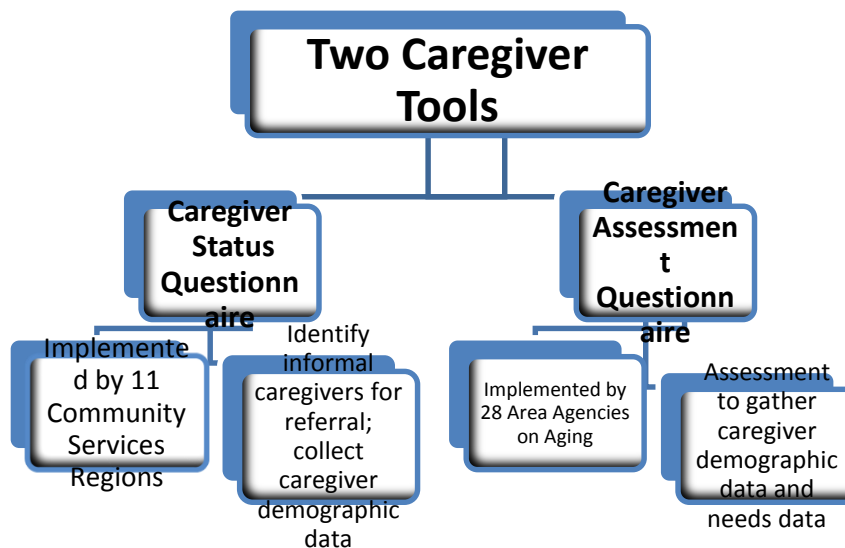 Two Caregiver
Tools
Caregiver
Status
Questionn
aire
Caregiver
Assessmen
t
Questionn
aire
Implemente
d by 11
Community
Services
Regions
Identify
informal
caregivers for
referral;
collect
caregiver
demographic
data
Implemented by
28 Area Agencies
on Aging
Assessment
to gather
caregiver
demographic
data and
needs data